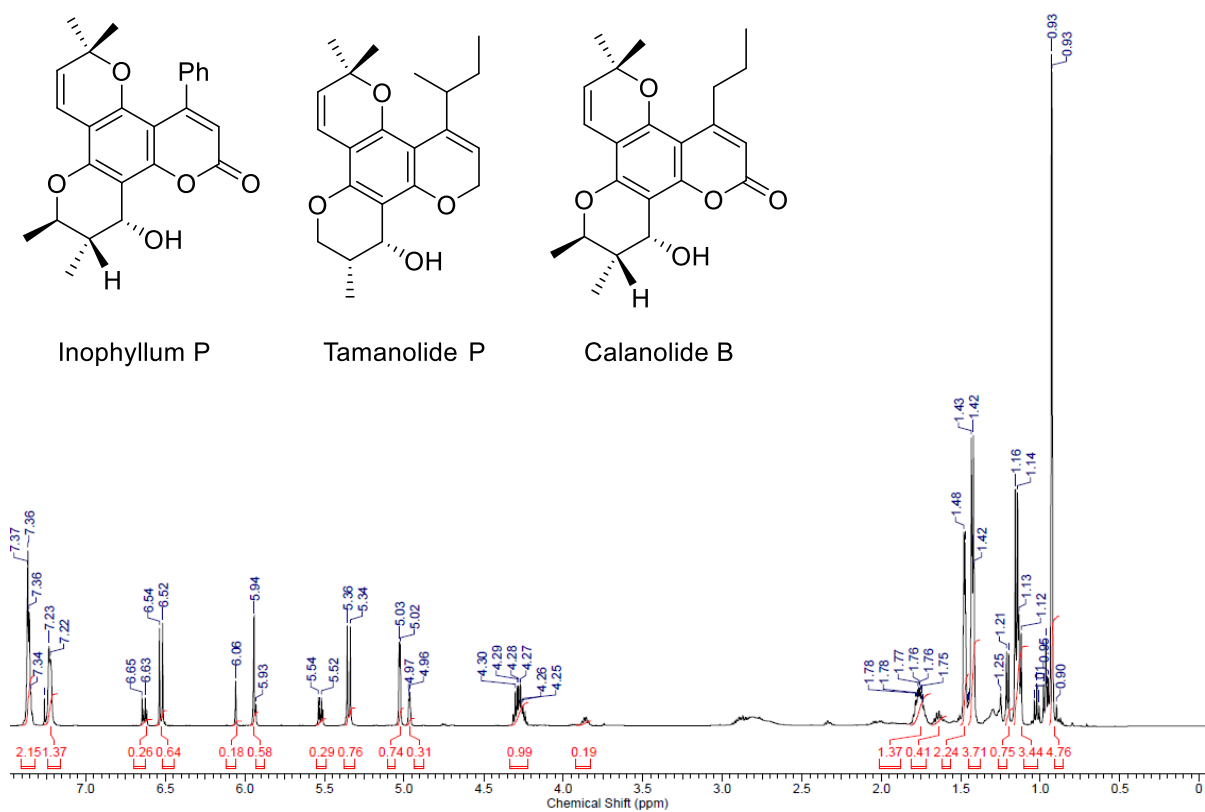 Ph
O
O
O
O
OH
H
Inophyllum P
O
O
O
OH
Tamanolide P
O
O
O
O
OH
H
Calanolide B
7.37
7.36
7.36
7.34
7.23
7.22
6.65
6.63
6.54
6.52
6.06
5.94
5.93
5.54
5.52
5.36
5.34
5.03
5.02
4.97
4.96
4.30
4.29
4.28
4.27
4.26
4.25
1.78
1.78
1.77
1.76
1.76
1.75
1.48
1.43
1.42
1.42
1.25
1.21
1.16
1.14
1.13
1.12
1.01
0.95
0.93
0.93
0.90
2.15 1.37 0.26 0.64 0.18 0.58 0.29 0.76 0.74 0.31 0.99 0.19 1.37 0.41 2.24 3.71 0.75 3.44 4.76
7.0 6.5 6.0 5.5 5.0 4.5 4.0 3.5 3.0 2.5 2.0 1.5 1.0 0.5 0
Chemical Shift (ppm)